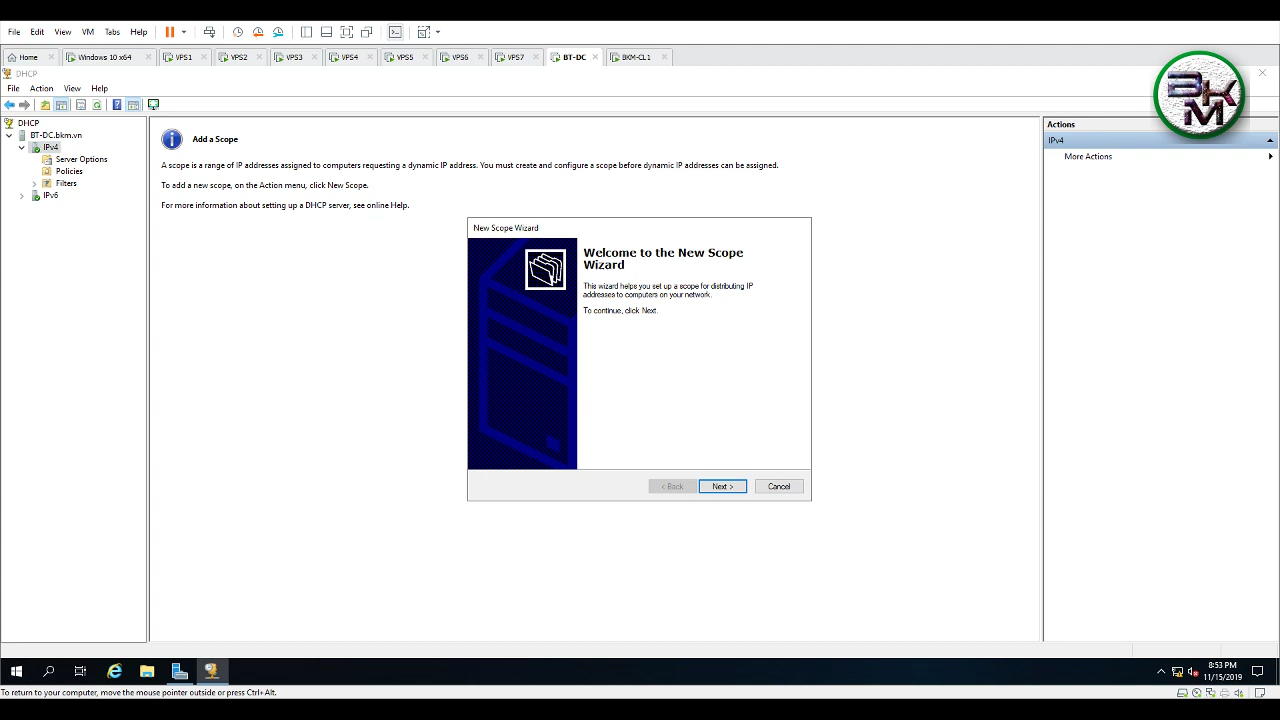 File Edit View VM Tabs Help
Home Windows 10 x64 VPS1 VPS2 VPS3 VPS4 VPS5 VPS6 VPS7 BT-DC BKM-CL1
DHCP
BKM
File Action View Help
DHCP
BT-DC.bkm.vn
IPv4
Server Options
Policies
Filters
IPv6
Add a Scope
A scope is a range of IP addresses assigned to computers requesting a dynamic IP address. You must create and configure a scope before dynamic IP addresses can be assigned.
To add a new scope, on the Action menu, click New Scope.
For more information about setting up a DHCP server, see online Help.
New Scope Wizard
Welcome to the New Scope
Wizard
This wizard helps you set up a scope for distributing IP
addresses to computers on your network.
To continue, click Next.
< Back Next > Cancel
Actions
IPv4
More Actions
8:53 PM
11/15/2019
To return to your computer, move the mouse pointer outside or press Ctrl+Alt.